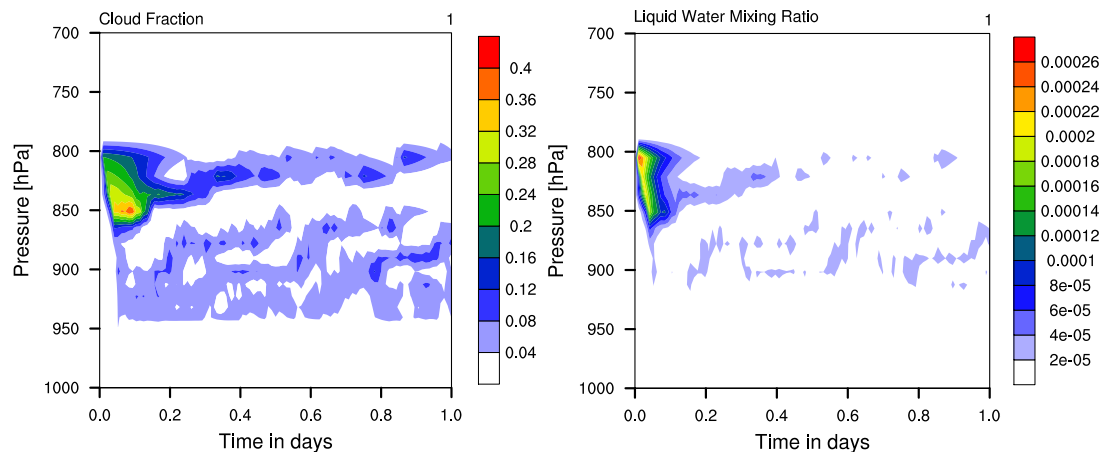 Cloud Fraction 1
700
750
800
850
900
950
1000
Pressure [hPa]
0.0 0.2 0.4 0.6 0.8 1.0
Time in days
0.4
0.36
0.32
0.28
0.24
0.2
0.16
0.12
0.08
0.04
Liquid Water Mixing Ratio 1
700
750
800
850
900
950
1000
Pressure [hPa]
0.0 0.2 0.4 0.6 0.8 1.0
Time in days
0.00026
0.00024
0.00022
0.0002
0.00018
0.00016
0.00014
0.00012
0.0001
8e-05
6e-05
4e-05
2e-05